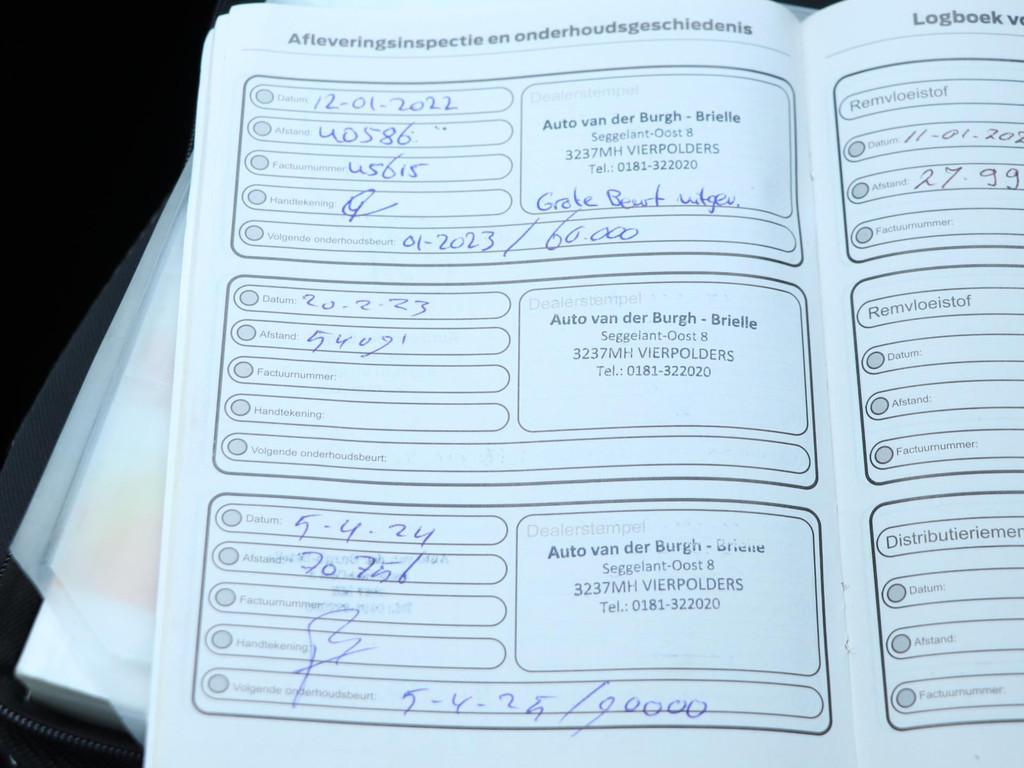 Afleveringsinspectie en onderhoudsgeschiedenis
Datum: 12-01-2022
Afstand: 40586
Factuurnummer: 45615
Handtekening:
Volgende onderhoudsbeurt: 01-2023 / 60.000
Dealerstempel
Auto van der Burgh - Brielle
Seggelant-Oost 8
3237MH VIERPOLDERS
Tel.: 0181-322020
Grote Beurt uitgev.
Datum: 20-2-23
Afstand: 54091
Factuurnummer:
Handtekening:
Volgende onderhoudsbeurt:
Dealerstempel
Auto van der Burgh - Brielle
Seggelant-Oost 8
3237MH VIERPOLDERS
Tel.: 0181-322020
Datum: 5-4-24
Afstand: 70.746
Factuurnummer:
Handtekening:
Volgende onderhoudsbeurt: 5-4-25 / 90000
Dealerstempel
Auto van der Burgh - Brielle
Seggelant-Oost 8
3237MH VIERPOLDERS
Tel.: 0181-322020
Logboek
Remvloeistof
Datum: 11-01-202
Afstand: 27.99
Factuurnummer:
Remvloeistof
Datum:
Afstand:
Factuurnummer:
Distributieriemen
Datum:
Afstand:
Factuurnummer: